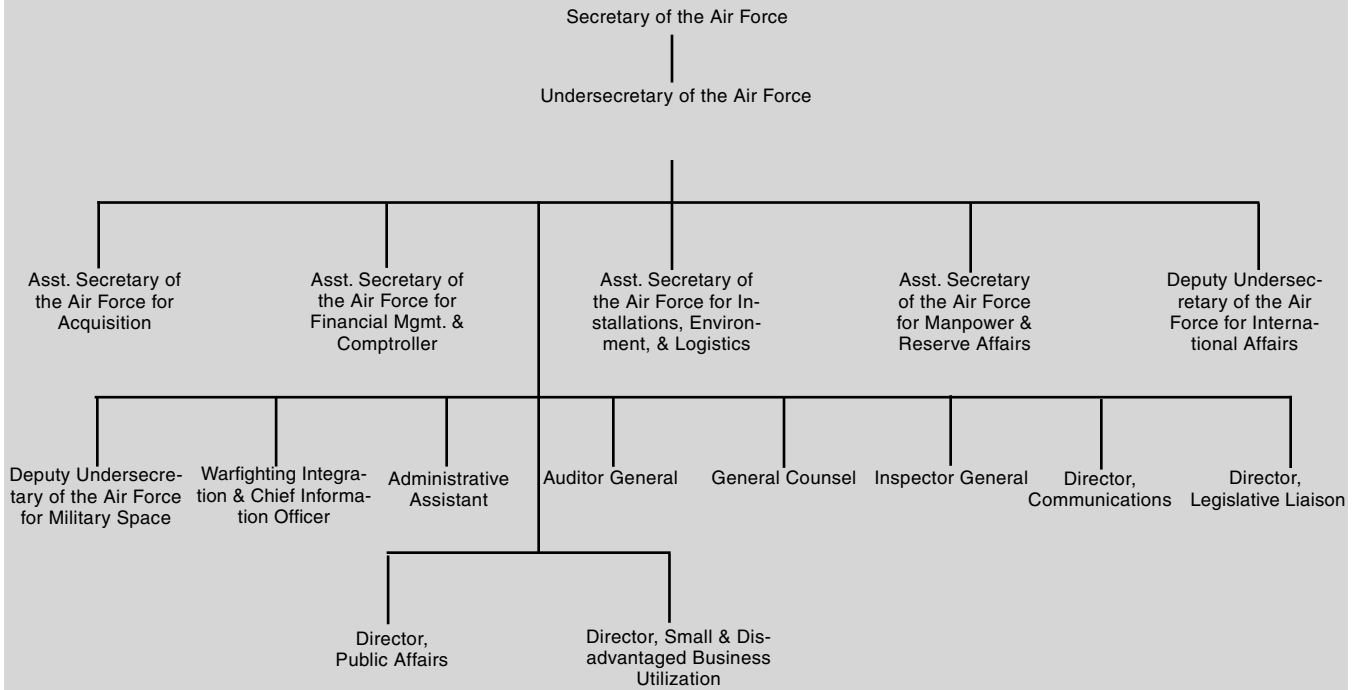 Secretary of the Air Force
Undersecretary of the Air Force
Asst. Secretary of
the Air Force for
Acquisition
Asst. Secretary of
the Air Force for
Financial Mgmt. &
Comptroller
Asst. Secretary of
the Air Force for In-
stallations, Environ-
ment, & Logistics
Asst. Secretary
of the Air Force
for Manpower &
Reserve Affairs
Deputy Undersec-
retary of the Air
Force for Interna-
tional Affairs
Deputy Undersecre-
tary of the Air Force
for Military Space
Warfighting Integra-
tion & Chief Informa-
tion Officer
Administrative
Assistant
Auditor General
General Counsel
Inspector General
Director,
Communications
Director,
Legislative Liaison
Director,
Public Affairs
Director, Small & Dis-
advantaged Business
Utilization